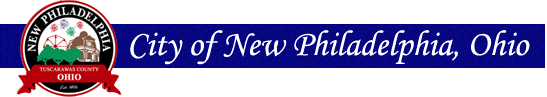 NEW PHILADELPHIA
TUSCARAWAS COUNTY
OHIO
City of New Philadelphia, Ohio